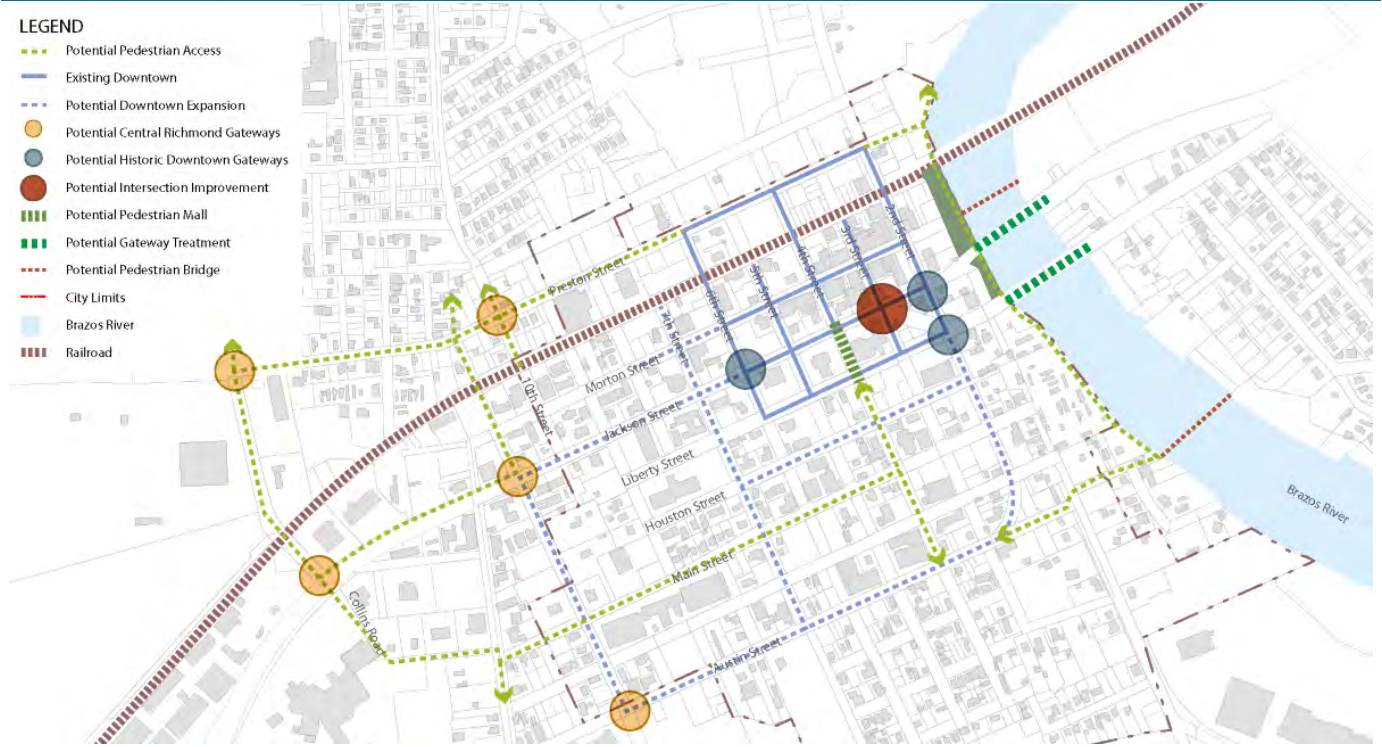 LEGEND
Potential Pedestrian Access
Existing Downtown
Potential Downtown Expansion
Potential Central Richmond Gateways
Potential Historic Downtown Gateways
Potential Intersection Improvement
Potential Pedestrian Mall
Potential Gateway Treatment
Potential Pedestrian Bridge
City Limits
Brazos River
Railroad
Preston Street
2nd Street
3rd Street
4th Street
5th Street
6th Street
7th Street
10th Street
Morton Street
Jackson Street
Liberty Street
Houston Street
Main Street
Austin Street
Collins Road
Brazos River